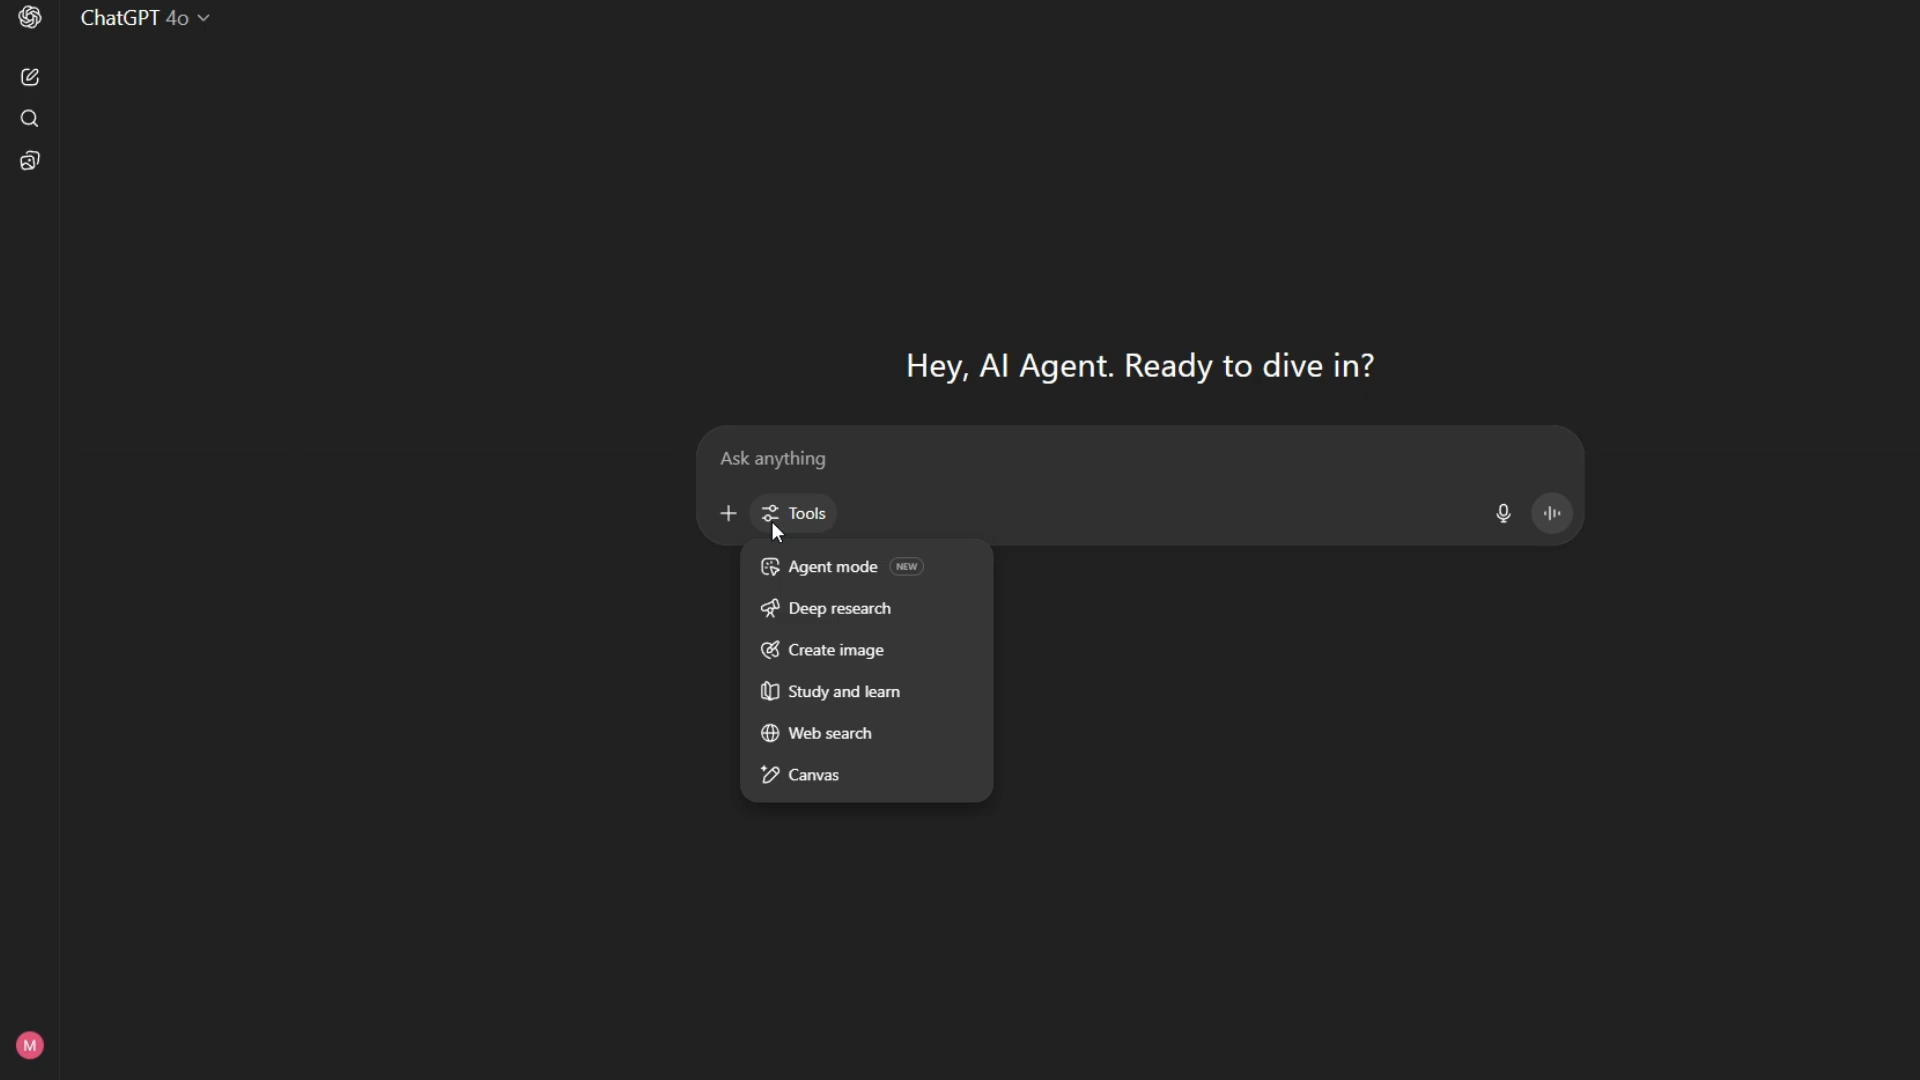 ChatGPT 4o
Hey, AI Agent. Ready to dive in?
Ask anything
Tools
Agent mode NEW
Deep research
Create image
Study and learn
Web search
Canvas
M